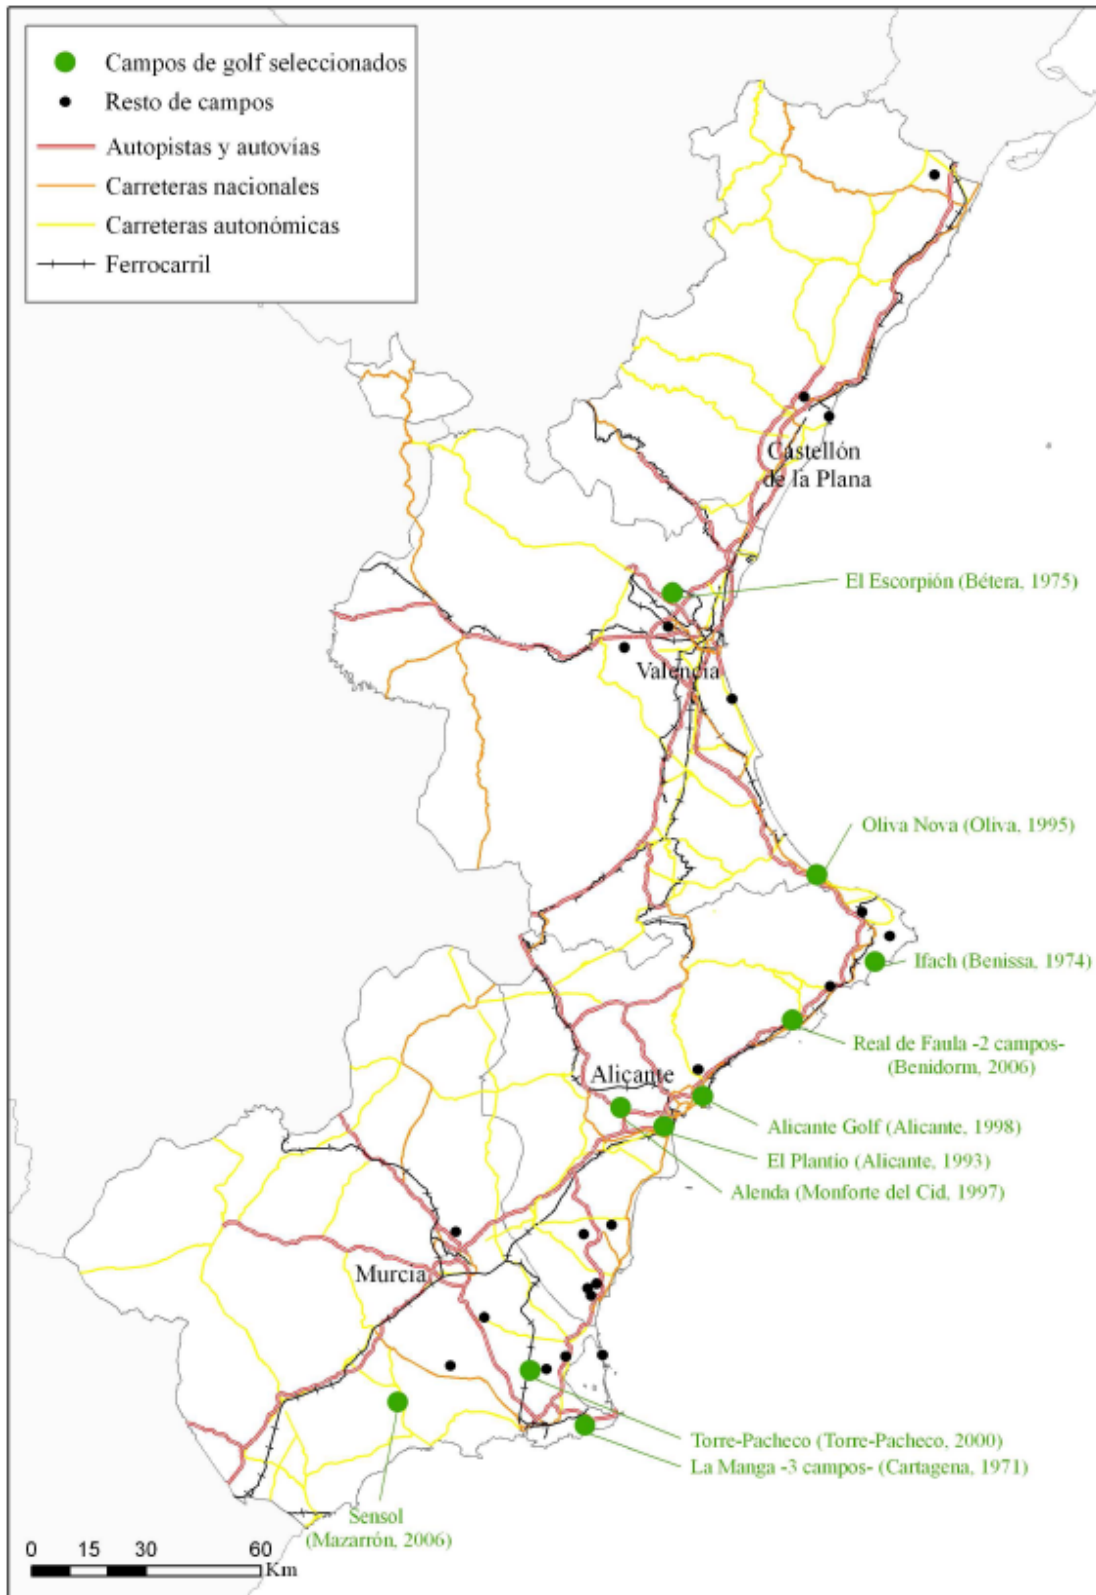 Campos de golf seleccionados
Resto de campos
Autopistas y autovías
Carreteras nacionales
Carreteras autonómicas
Ferrocarril
Castellón
de la Plana
El Escorpión (Bétera, 1975)
Valencia
Oliva Nova (Oliva, 1995)
Ifach (Benissa, 1974)
Real de Faula -2 campos-
(Benidorm, 2006)
Alicante
Alicante Golf (Alicante, 1998)
El Plantío (Alicante, 1993)
Alenda (Monforte del Cid, 1997)
Murcia
Torre-Pacheco (Torre-Pacheco, 2000)
La Manga -3 campos- (Cartagena, 1971)
Sensol
(Mazarrón, 2006)
0 15 30 60
Km